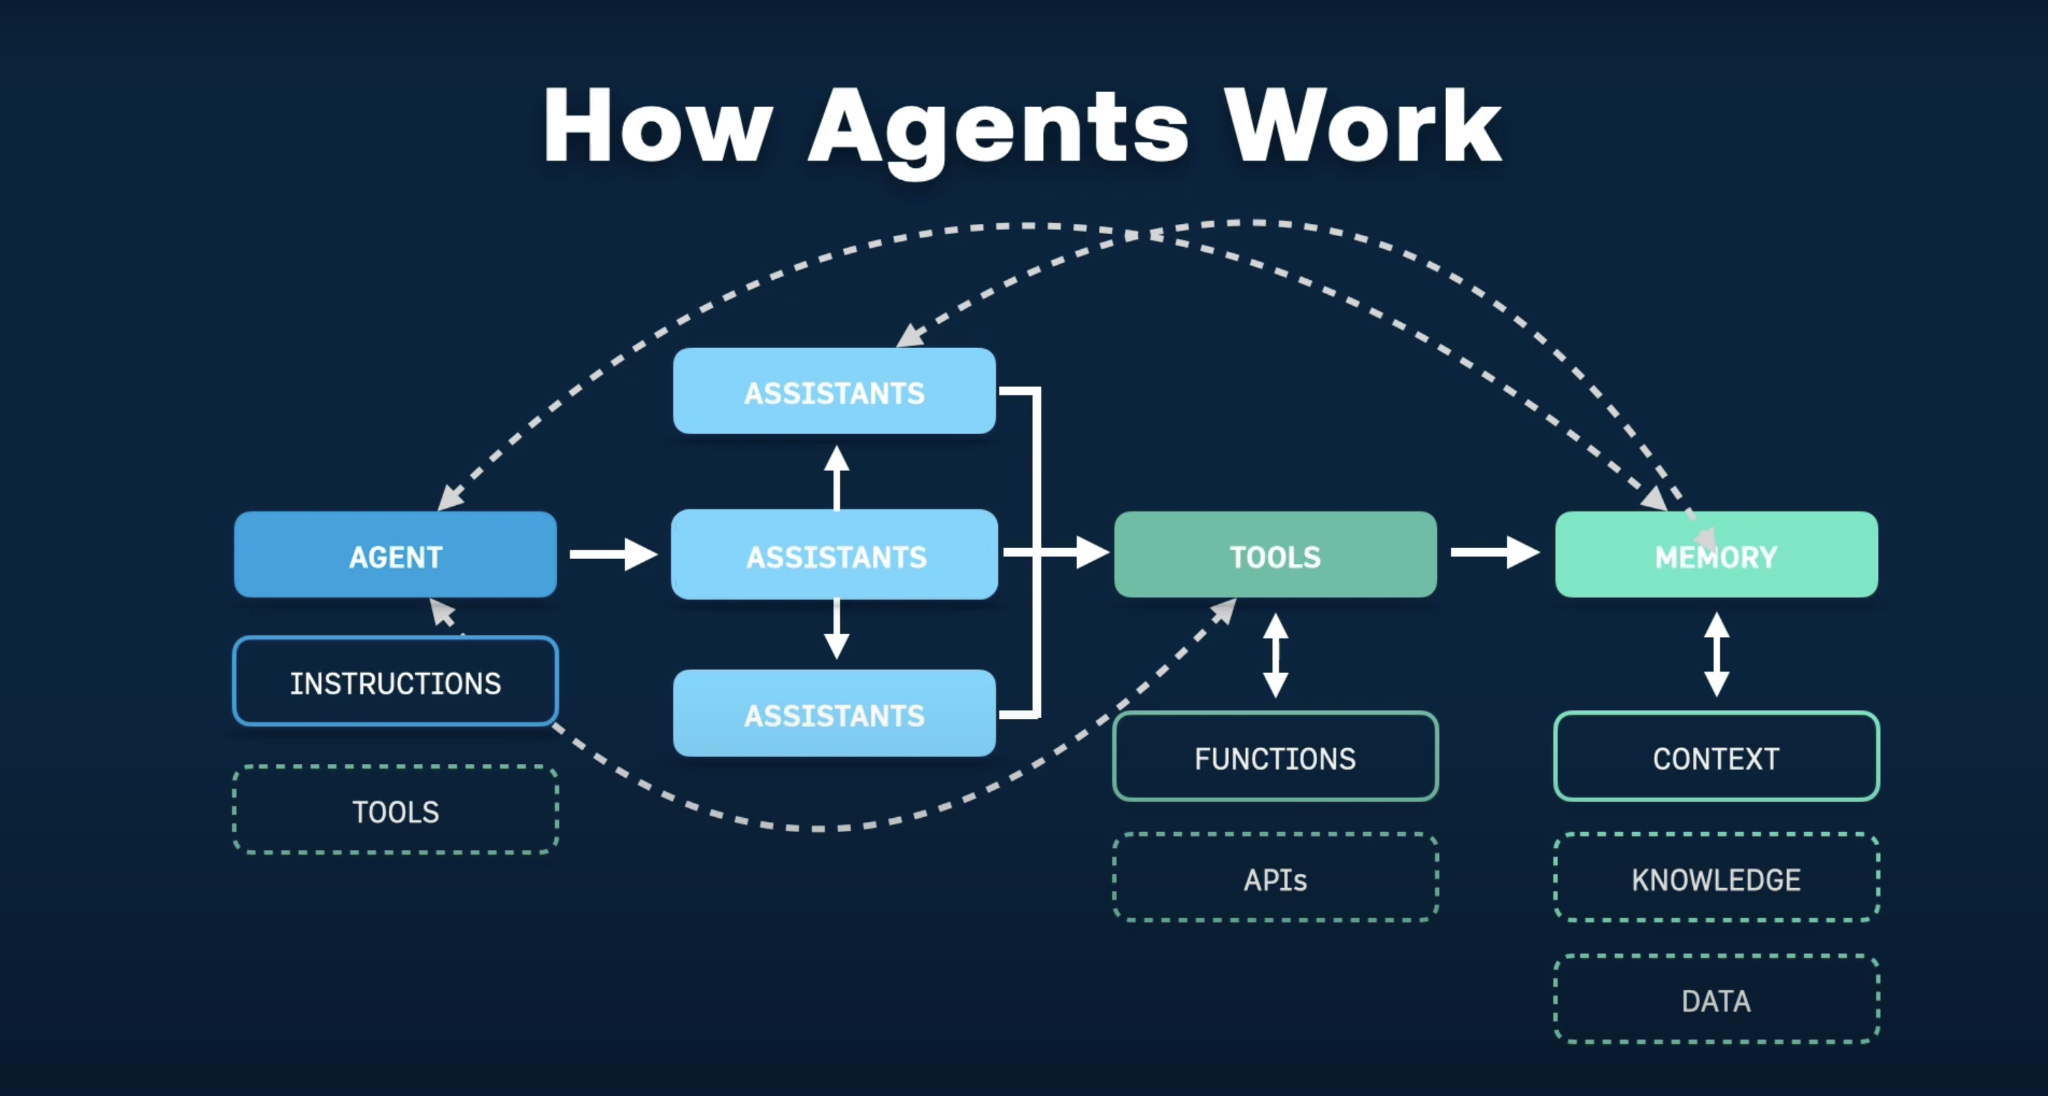 How Agents Work
ASSISTANTS
AGENT
ASSISTANTS
TOOLS
MEMORY
INSTRUCTIONS
ASSISTANTS
FUNCTIONS
CONTEXT
TOOLS
APIs
KNOWLEDGE
DATA